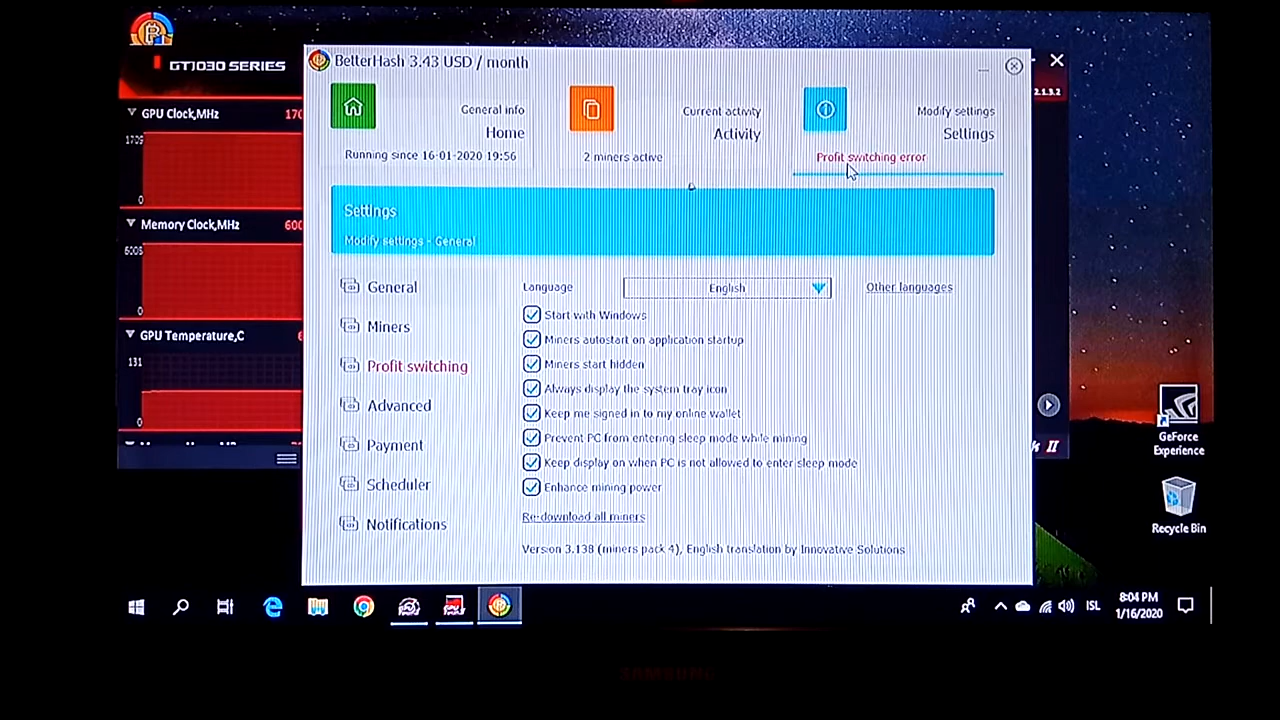 GT1030 SERIES
BetterHash 3.43 USD / month
General info
Home
Running since 16-01-2020 19:56
Current activity
Activity
2 miners active
Modify settings
Settings
Profit switching error
2.1.3.2
GPU Clock,MHz
170
1709
0
Memory Clock,MHz
600
6005
0
GPU Temperature,C
6
131
0
Settings
Modify settings - General
General
Miners
Profit switching
Advanced
Payment
Scheduler
Notifications
Language
English
Other languages
Start with Windows
Miners autostart on application startup
Miners start hidden
Always display the system tray icon
Keep me signed in to my online wallet
Prevent PC from entering sleep mode while mining
Keep display on when PC is not allowed to enter sleep mode
Enhance mining power
Re-download all miners
Version 3.138 (miners pack 4), English translation by Innovative Solutions
II
GeForce
Experience
Recycle Bin
ISL
8:04 PM
1/16/2020
SAMSUNG